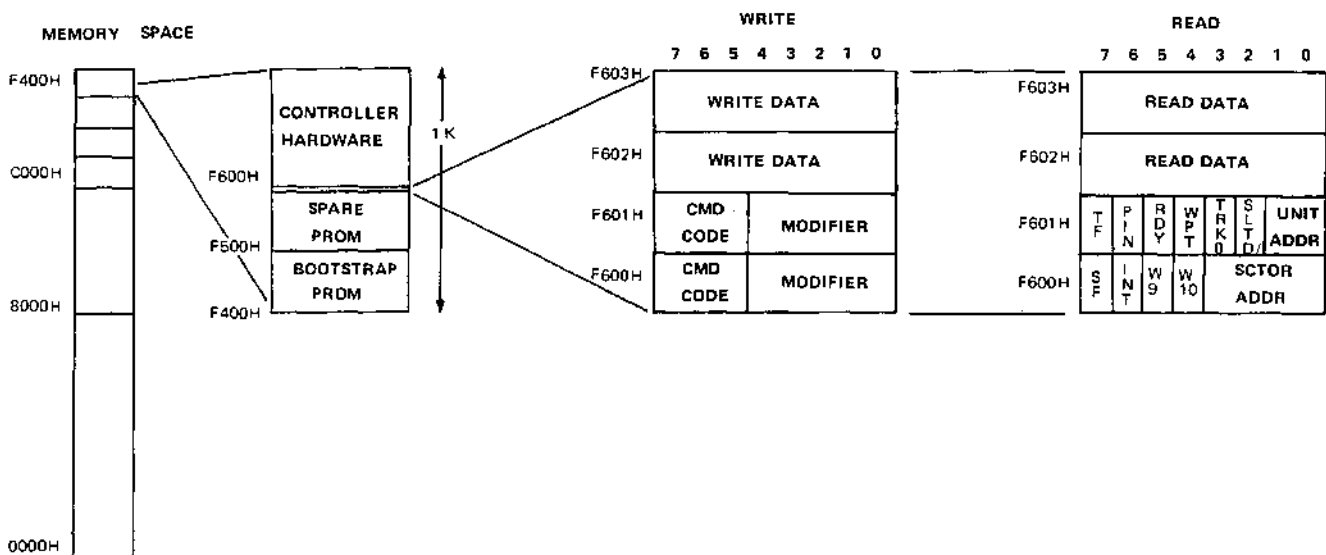 MEMORY SPACE
F400H
C000H
8000H
0000H
CONTROLLER
HARDWARE
1K
F600H
SPARE
PROM
F500H
BOOTSTRAP
PROM
F400H
WRITE
7 6 5 4 3 2 1 0
F603H
WRITE DATA
F602H
WRITE DATA
F601H
CMD
CODE
MODIFIER
F600H
CMD
CODE
MODIFIER
READ
7 6 5 4 3 2 1 0
F603H
READ DATA
F602H
READ DATA
F601H
TF
PIN
RDY
WPT
TRK0
SLTD/
UNIT
ADDR
F600H
SF
INT
W9
W10
SCTOR
ADDR